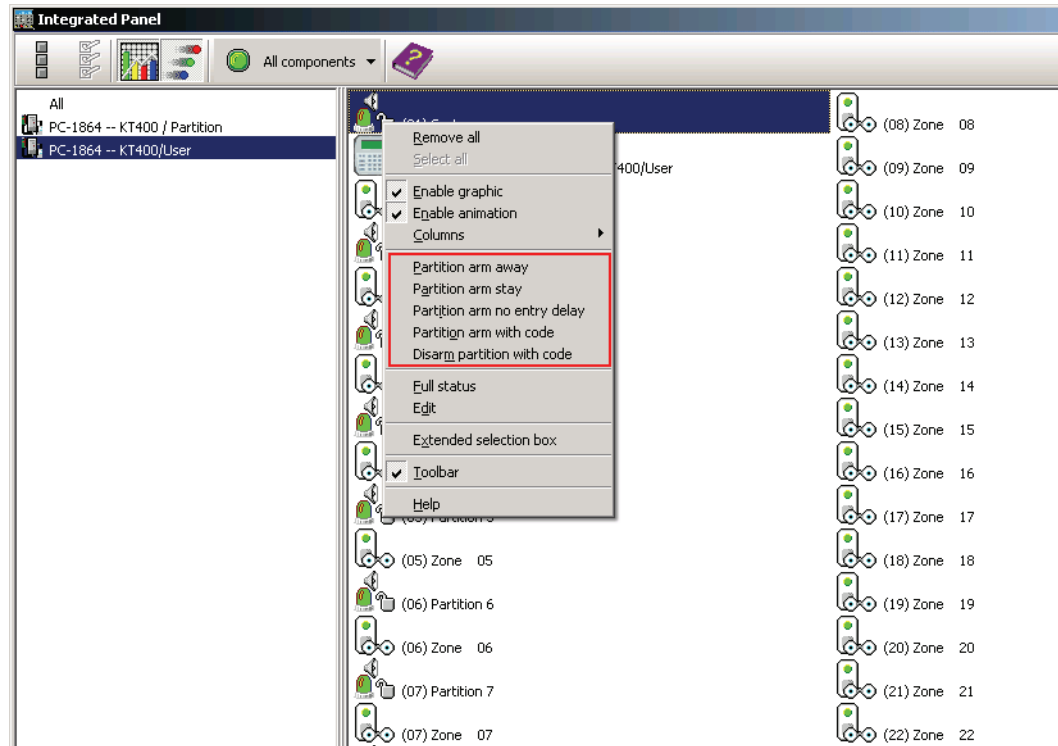 Integrated Panel
All components
All
PC-1864 -- KT400 / Partition
PC-1864 -- KT400/User
Remove all
Select all
Enable graphic
Enable animation
Columns
Partition arm away
Partition arm stay
Partition arm no entry delay
Partition arm with code
Disarm partition with code
Full status
Edit
Extended selection box
Toolbar
Help
400/User
(05) Zone 05
(06) Partition 6
(06) Zone 06
(07) Partition 7
(07) Zone 07
(08) Zone 08
(09) Zone 09
(10) Zone 10
(11) Zone 11
(12) Zone 12
(13) Zone 13
(14) Zone 14
(15) Zone 15
(16) Zone 16
(17) Zone 17
(18) Zone 18
(19) Zone 19
(20) Zone 20
(21) Zone 21
(22) Zone 22